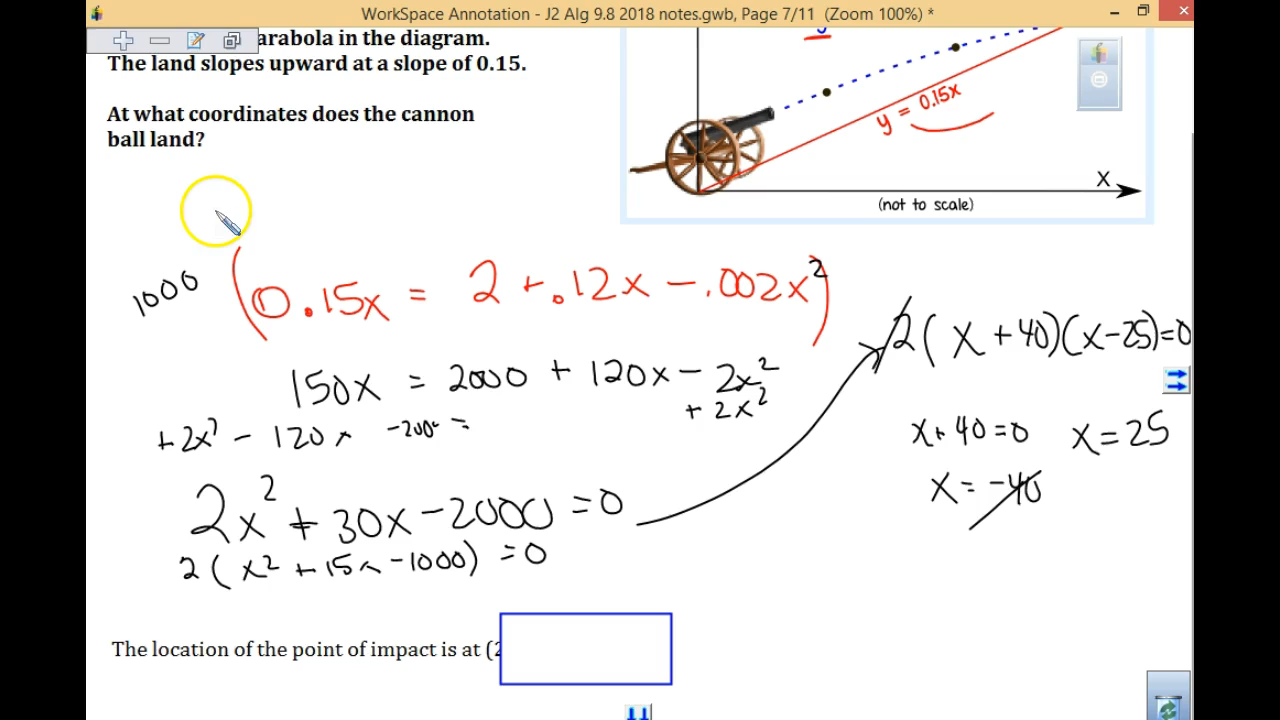 WorkSpace Annotation - J2 Alg 9.8 2018 notes.gwb, Page 7/11 (Zoom 100%) *
arabola in the diagram.
The land slopes upward at a slope of 0.15.
At what coordinates does the cannon
ball land?
y = 0.15x
X
(not to scale)
1000 (0.15x = 2 + .12x - .002x²)
150x = 2000 + 120x - 2x²
+ 2x²
+2x² - 120x -2000 =
2x² + 30x - 2000 = 0
2(x² + 15x - 1000) = 0
2(x + 40)(x - 25) = 0
x + 40 = 0 x = 25
x = -40
The location of the point of impact is at (2